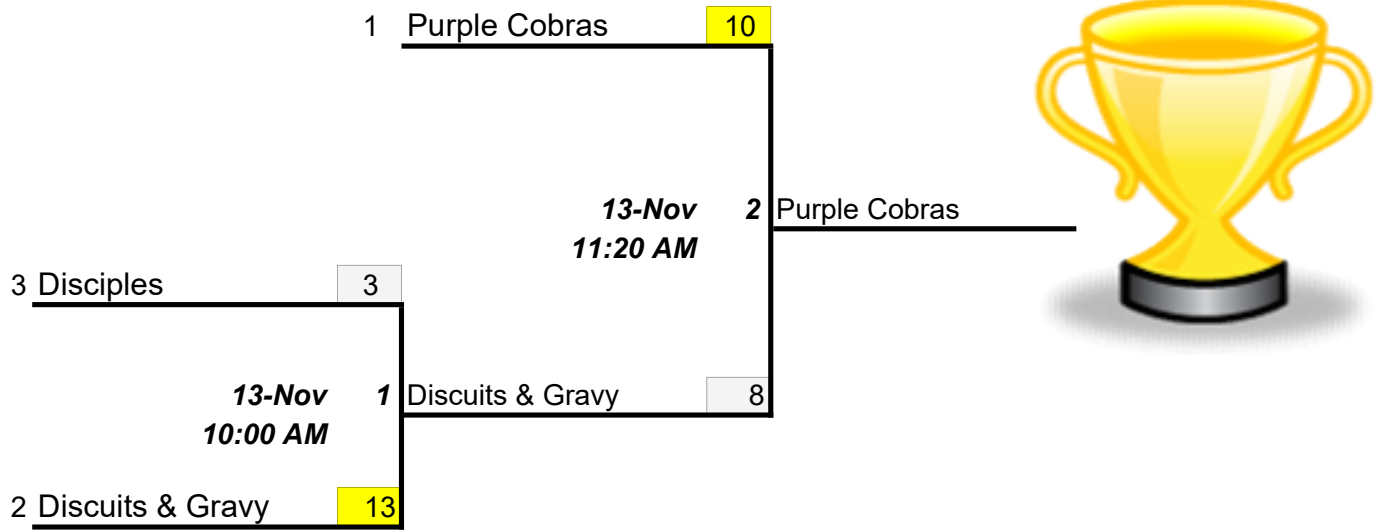 1 Purple Cobras 10
13-Nov 2 Purple Cobras
11:20 AM
3 Disciples 3
13-Nov 1 Discuits & Gravy 8
10:00 AM
2 Discuits & Gravy 13